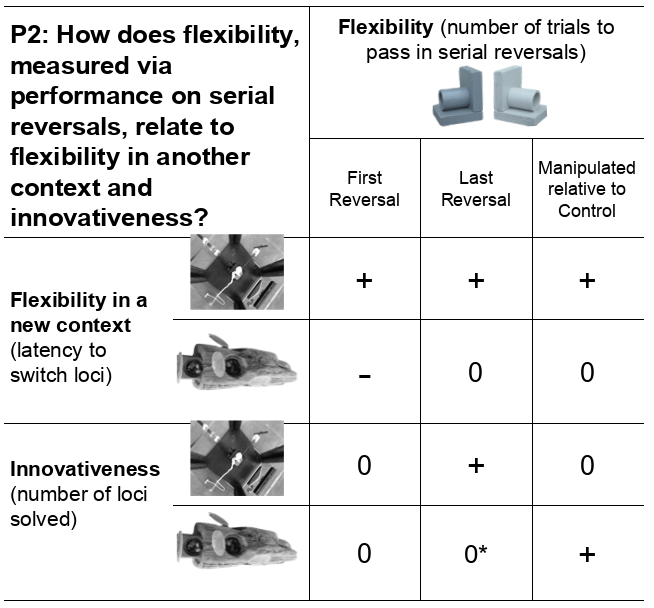 P2: How does flexibility,
measured via
performance on serial
reversals, relate to
flexibility in another
context and
innovativeness?
Flexibility (number of trials to
pass in serial reversals)
First
Reversal
Last
Reversal
Manipulated
relative to
Control
Flexibility in a
new context
(latency to
switch loci)
+ + +
- 0 0
Innovativeness
(number of loci
solved)
0 + 0
0 0* +